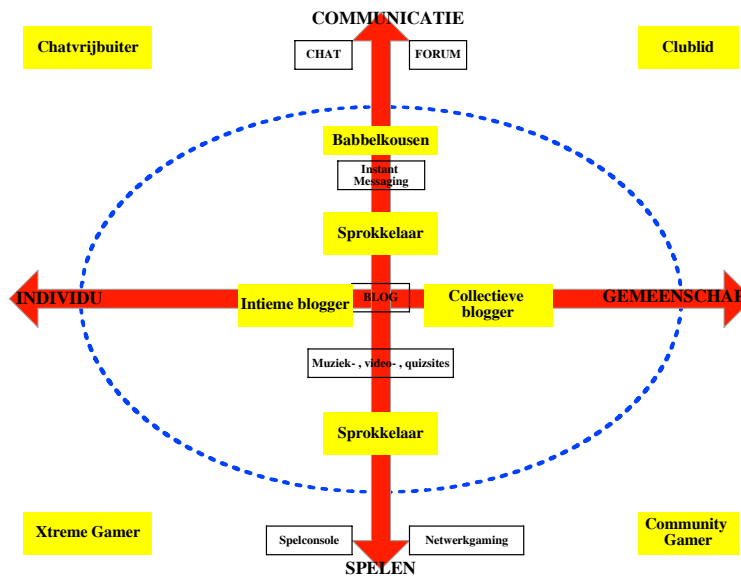 COMMUNICATIE
Chatvrijbuiter
CHAT
FORUM
Clublid
Babbelkousen
Instant
Messaging
Sprokkelaar
INDIVIDU
Intieme blogger
BLOG
Collectieve
blogger
GEMEENSCHAP
Muziek- , video- , quizsites
Sprokkelaar
Xtreme Gamer
Spelconsole
Netwerkgaming
Community
Gamer
SPELEN